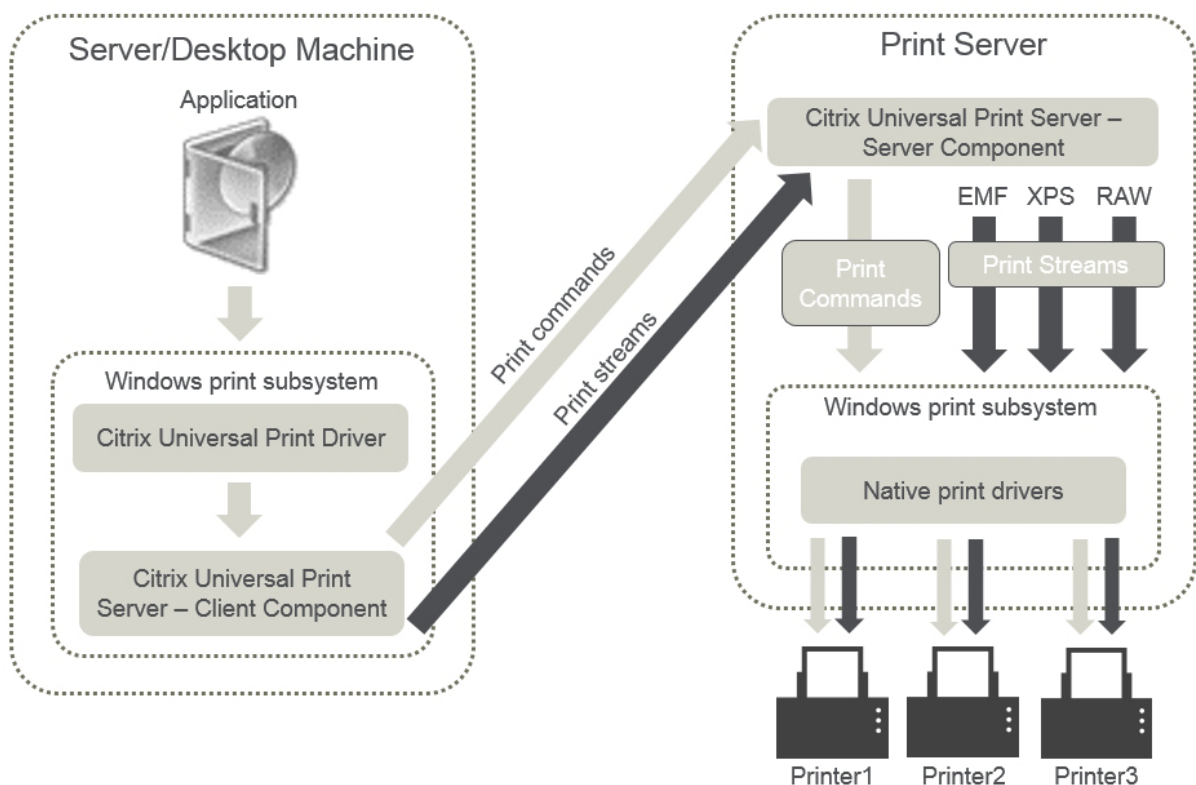 Server/Desktop Machine
Application
Windows print subsystem
Citrix Universal Print Driver
Citrix Universal Print
Server – Client Component
Print commands
Print streams
Print Server
Citrix Universal Print Server –
Server Component
EMF XPS RAW
Print
Commands
Print Streams
Windows print subsystem
Native print drivers
Printer1 Printer2 Printer3